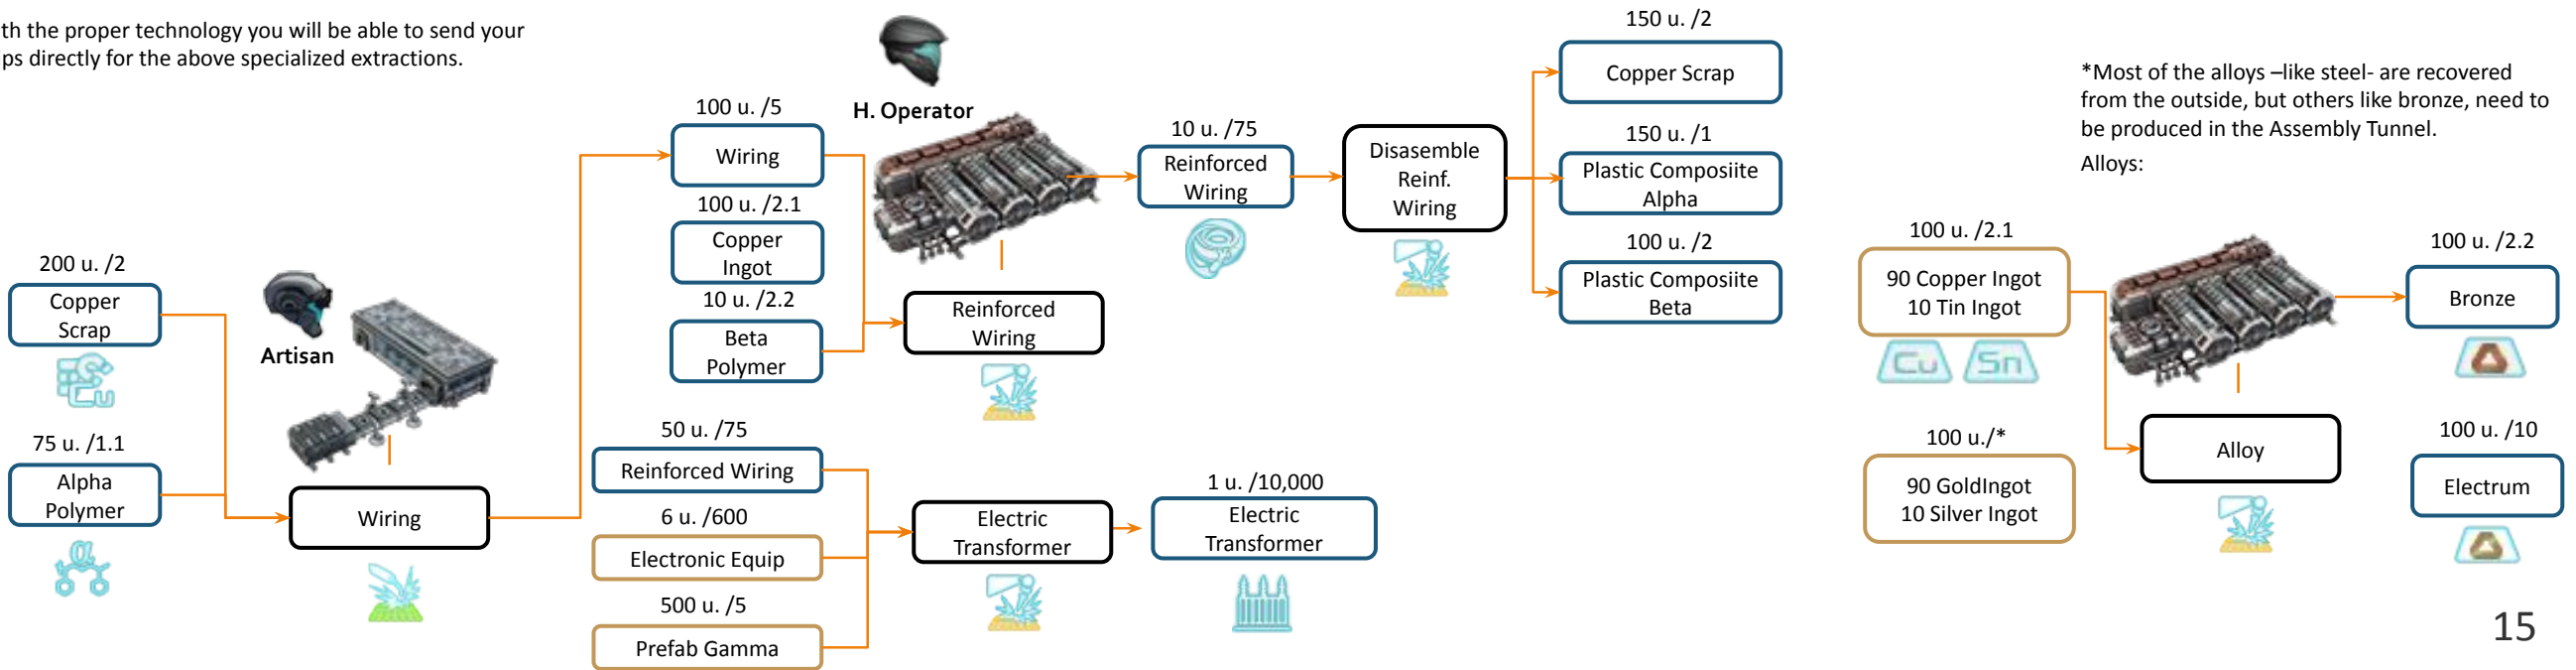 th the proper technology you will be able to send your
ips directly for the above specialized extractions.
200 u. /2
Copper
Scrap
75 u. /1.1
Alpha
Polymer
Artisan
Wiring
100 u. /5
Wiring
100 u. /2.1
Copper
Ingot
10 u. /2.2
Beta
Polymer
H. Operator
Reinforced
Wiring
10 u. /75
Reinforced
Wiring
Disasemble
Reinf.
Wiring
150 u. /2
Copper Scrap
150 u. /1
Plastic Composiite
Alpha
100 u. /2
Plastic Composiite
Beta
50 u. /75
Reinforced Wiring
6 u. /600
Electronic Equip
500 u. /5
Prefab Gamma
Electric
Transformer
1 u. /10,000
Electric
Transformer
*Most of the alloys –like steel- are recovered
from the outside, but others like bronze, need to
be produced in the Assembly Tunnel.
Alloys:
100 u. /2.1
90 Copper Ingot
10 Tin Ingot
Cu
Sn
100 u./*
90 GoldIngot
10 Silver Ingot
Alloy
100 u. /2.2
Bronze
100 u. /10
Electrum
Cu
α
15